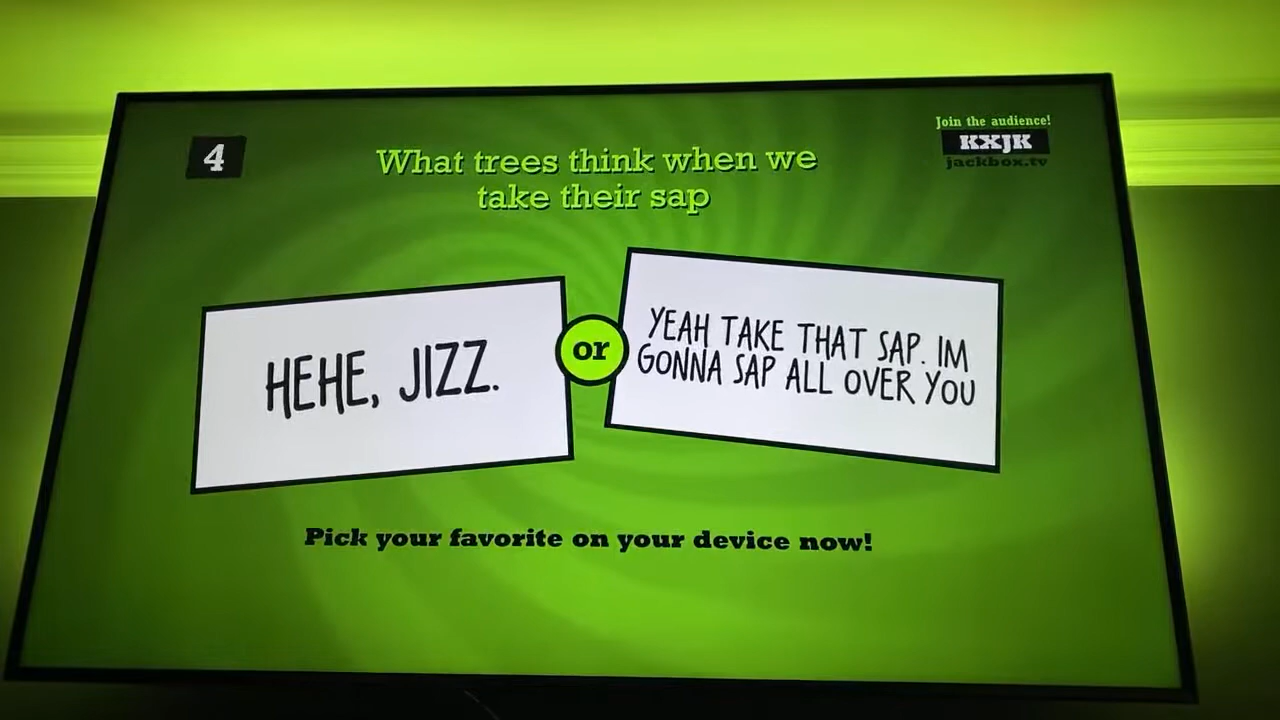 4
What trees think when we
take their sap
Join the audience!
KXJK
jackbox.tv
HEHE, JIZZ.
or
YEAH TAKE THAT SAP. IM
GONNA SAP ALL OVER YOU
Pick your favorite on your device now!